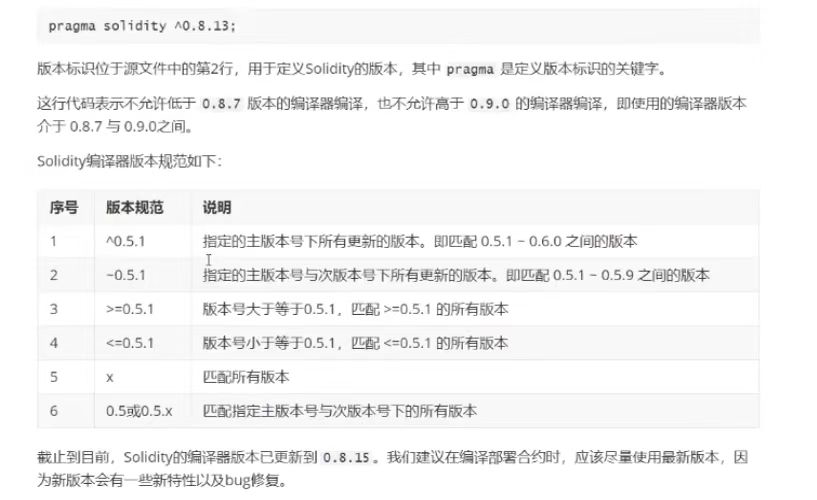 pragma solidity ^0.8.13;
版本标识位于源文件中的第2行，用于定义Solidity的版本，其中 pragma 是定义版本标识的关键字。
这行代码表示不允许低于 0.8.7 版本的编译器编译，也不允许高于 0.9.0 的编译器编译，即使用的编译器版本
介于 0.8.7 与 0.9.0之间。
Solidity编译器版本规范如下：
序号 版本规范 说明
1 ^0.5.1 指定的主版本号下所有更新的版本。即匹配 0.5.1 ~ 0.6.0 之间的版本
2 ~0.5.1 指定的主版本号与次版本号下所有更新的版本。即匹配 0.5.1 ~ 0.5.9 之间的版本
3 >=0.5.1 版本号大于等于0.5.1，匹配 >=0.5.1 的所有版本
4 <=0.5.1 版本号小于等于0.5.1，匹配 <=0.5.1 的所有版本
5 x 匹配所有版本
6 0.5或0.5.x 匹配指定主版本号与次版本号下的所有版本
截止到目前，Solidity的编译器版本已更新到 0.8.15 。我们建议在编译部署合约时，应该尽量使用最新版本，因
为新版本会有一些新特性以及bug修复。